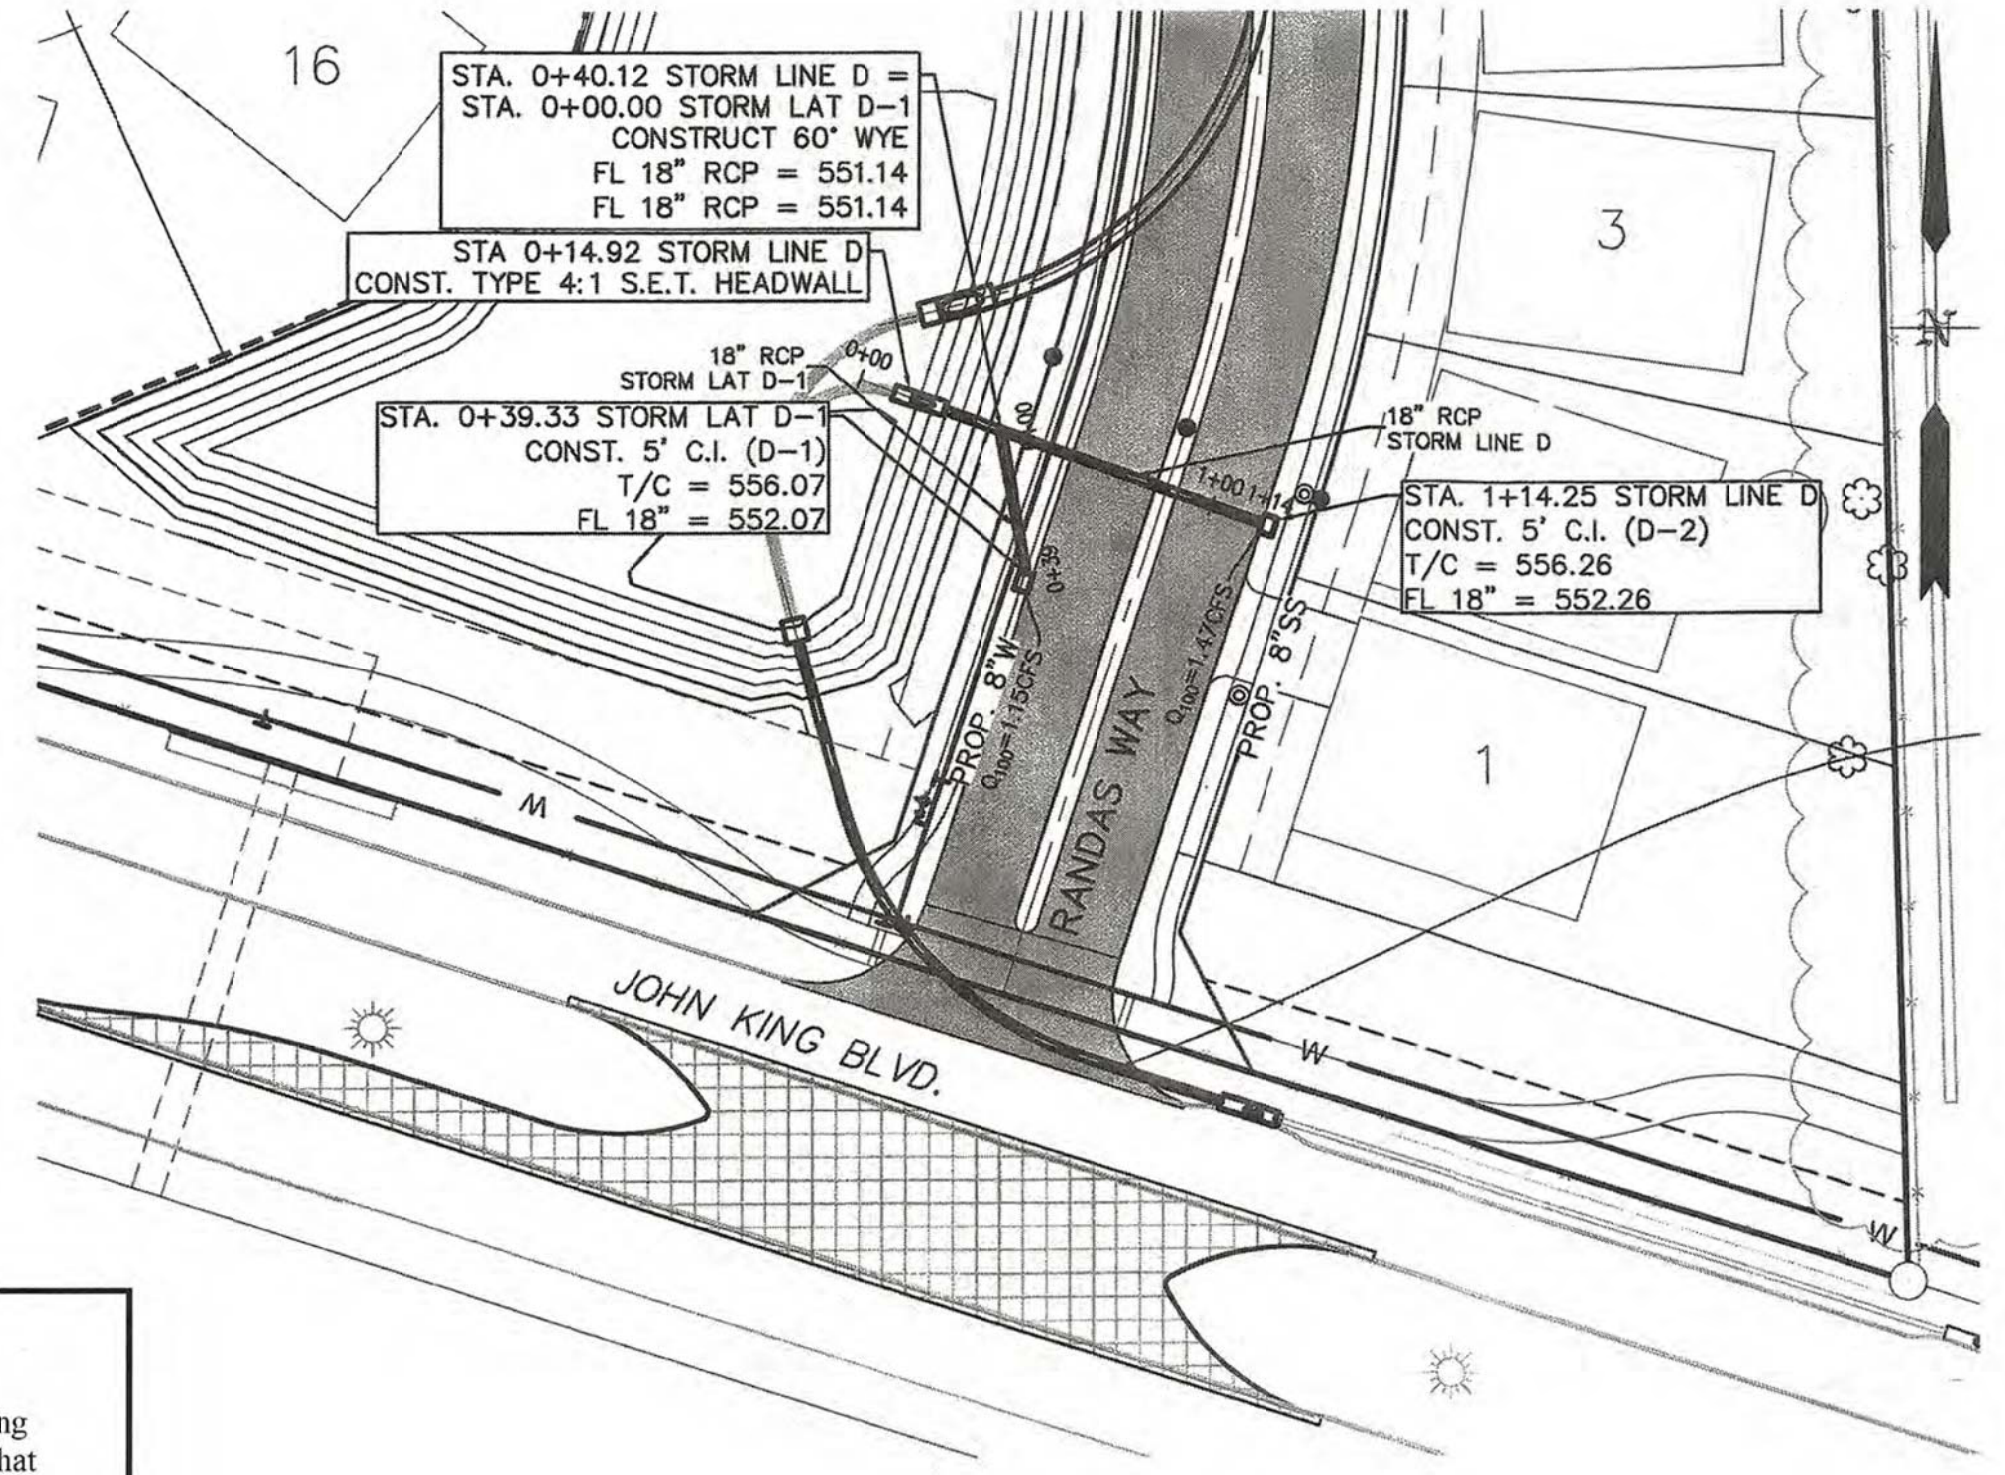 16
STA. 0+40.12 STORM LINE D =
STA. 0+00.00 STORM LAT D-1
CONSTRUCT 60° WYE
FL 18" RCP = 551.14
FL 18" RCP = 551.14
STA 0+14.92 STORM LINE D
CONST. TYPE 4:1 S.E.T. HEADWALL
3
18" RCP
STORM LAT D-1
0+00
STA. 0+39.33 STORM LAT D-1
CONST. 5' C.I. (D-1)
T/C = 556.07
FL 18" = 552.07
18" RCP
STORM LINE D
1+00
1+14
STA. 1+14.25 STORM LINE D
CONST. 5' C.I. (D-2)
T/C = 556.26
FL 18" = 552.26
0+39
PROP. 8"W
Q100=1.15CFS
RANDAS WAY
Q100=1.47CFS
PROP. 8"SS
1
W
JOHN KING BLVD.
W
W
ng
hat